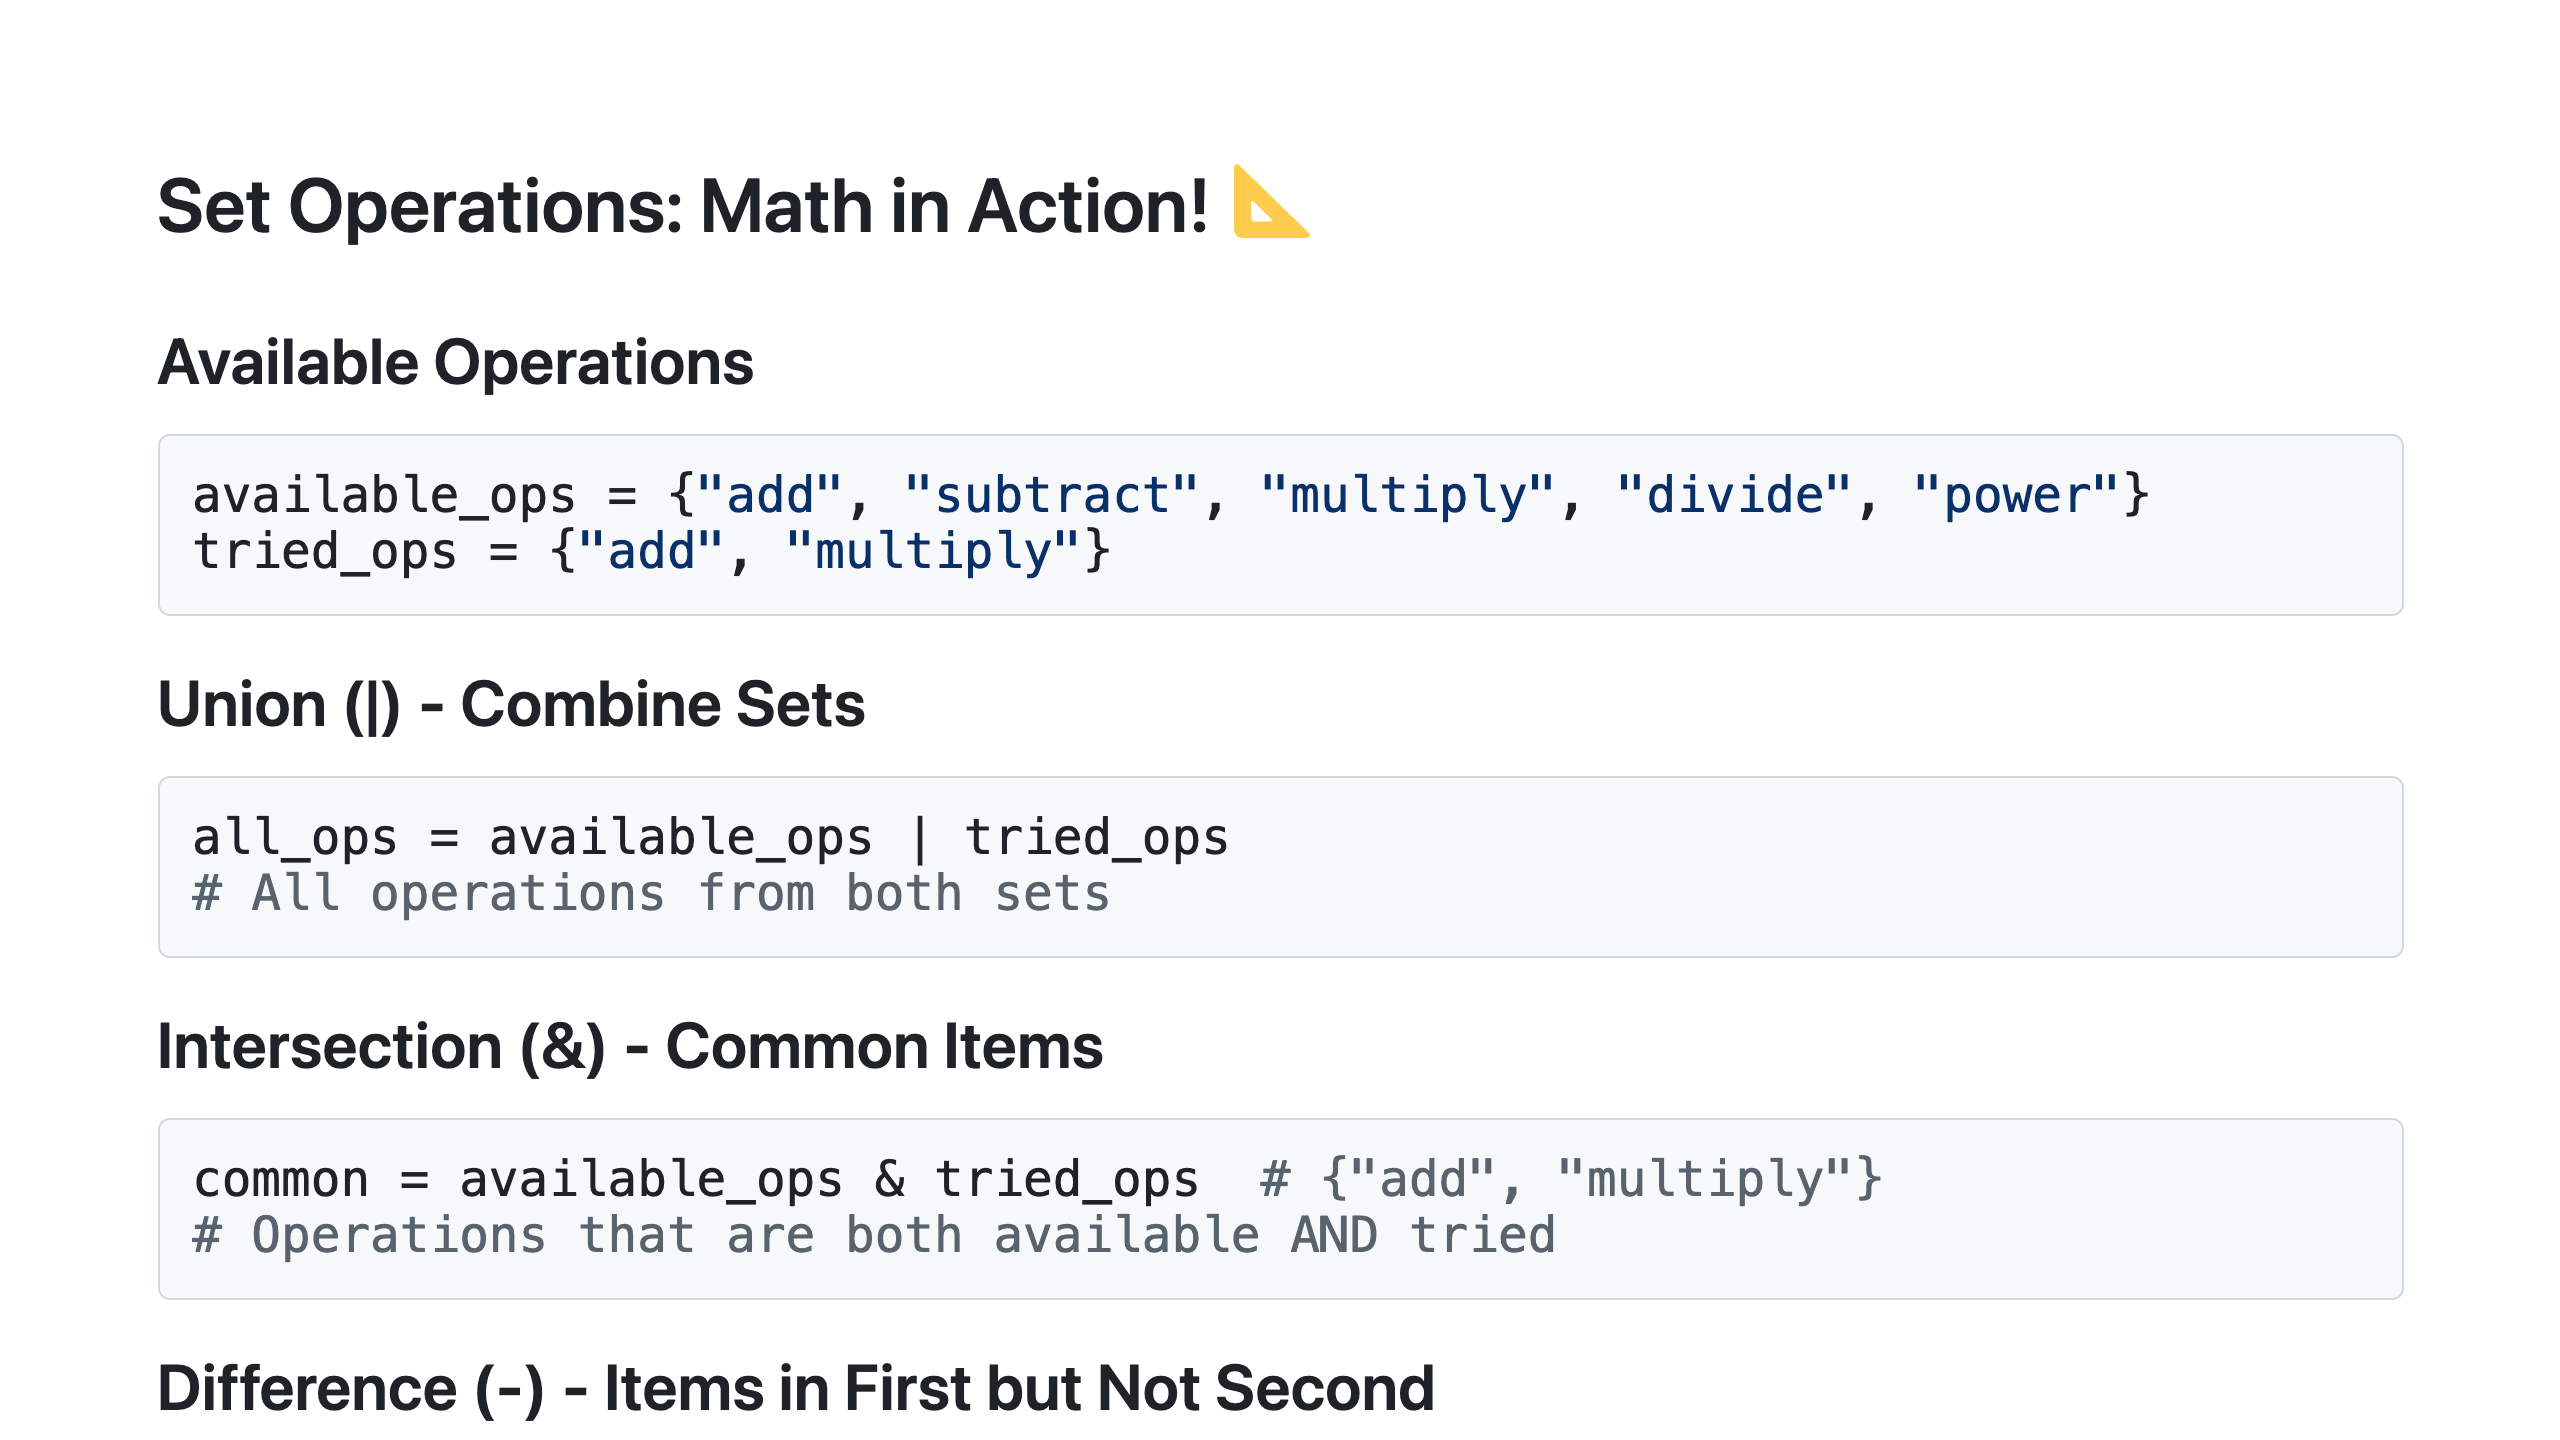 Set Operations: Math in Action! 📐
Available Operations
available_ops = {"add", "subtract", "multiply", "divide", "power"}
tried_ops = {"add", "multiply"}
Union (|) - Combine Sets
all_ops = available_ops | tried_ops
# All operations from both sets
Intersection (&) - Common Items
common = available_ops & tried_ops  # {"add", "multiply"}
# Operations that are both available AND tried
Difference (-) - Items in First but Not Second